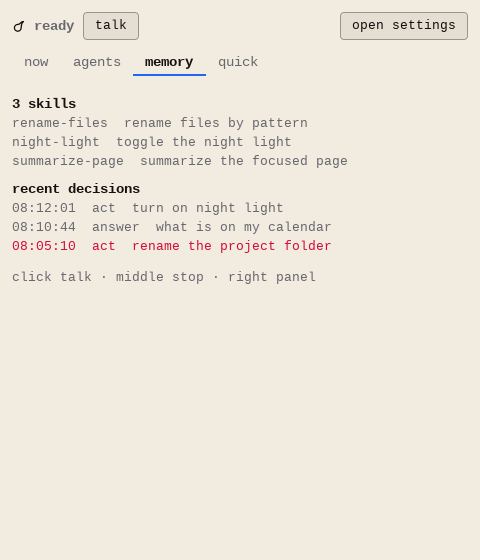 ready talk open settings
now agents memory quick
3 skills
rename-files rename files by pattern
night-light toggle the night light
summarize-page summarize the focused page
recent decisions
08:12:01 act turn on night light
08:10:44 answer what is on my calendar
08:05:10 act rename the project folder
click talk · middle stop · right panel